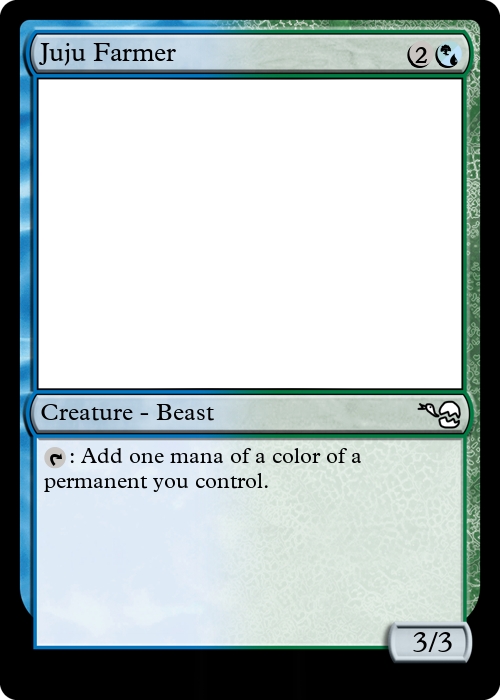 Juju Farmer 2
Creature - Beast
: Add one mana of a color of a
permanent you control.
3/3